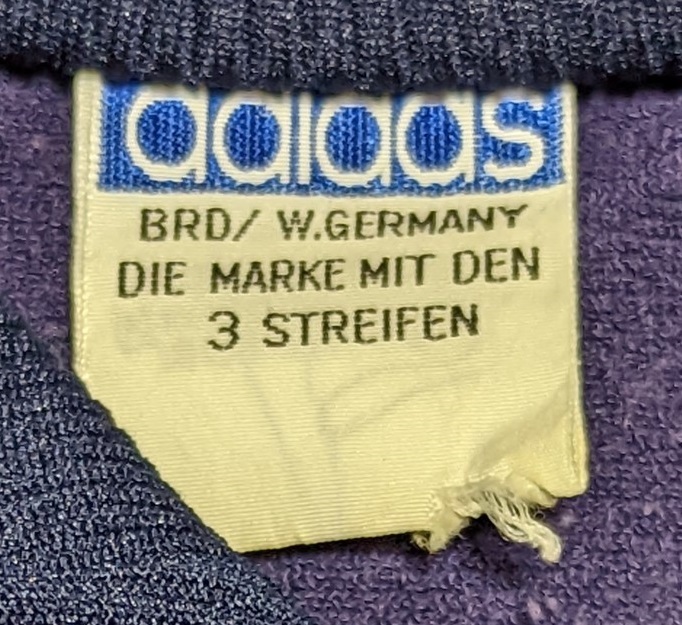 adidas
BRD/ W.GERMANY
DIE MARKE MIT DEN
3 STREIFEN